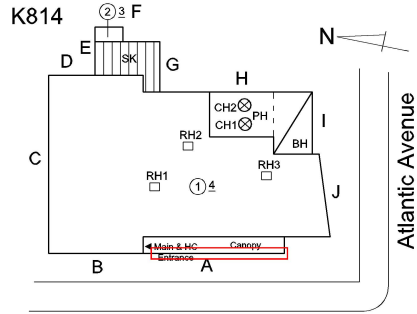 K814
2 3 F
N
E
SK
D
G
H
CH2
PH
CH1
I
BH
RH2
C
RH1
RH3
1 4
J
Atlantic Avenue
Main & HC
Canopy
Entrance
B
A